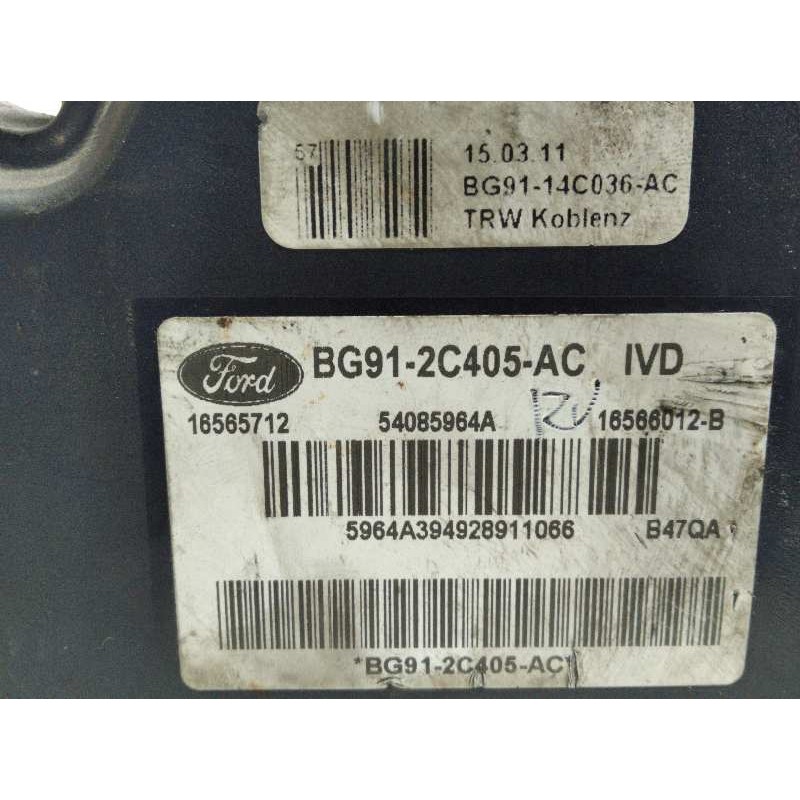 57
15.03.11
BG91-14C036-AC
TRW Koblenz
Ford BG91-2C405-AC IVD
16565712 54085964A RU 16566012-B
5964A394928911066 B47QA
*BG91-2C405-AC*